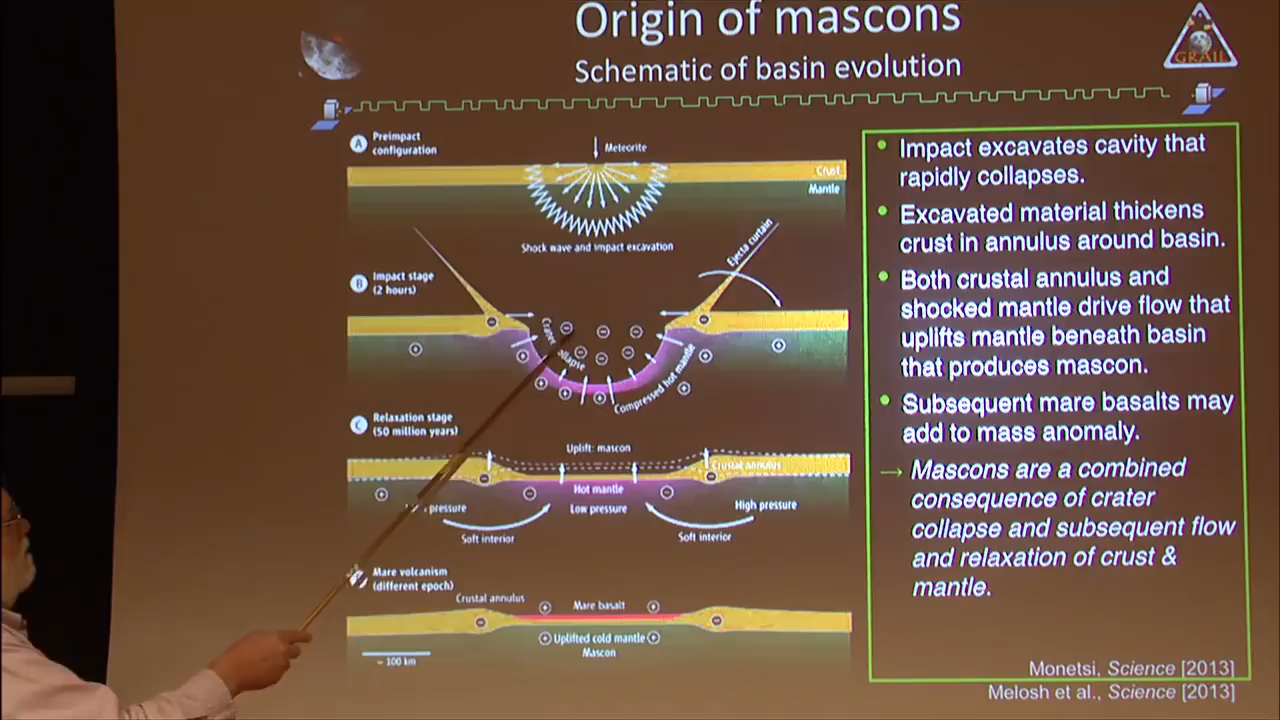 Origin of mascons
Schematic of basin evolution
GRAIL
A Preimpact
configuration
Meteorite
Crust
Mantle
Shock wave and impact excavation
Ejecta curtain
B Impact stage
(2 hours)
Crater
Compressed hot mantle
C Relaxation stage
(50 million years)
Uplift: mascon
Crustal annulus
Hot mantle
pressure
Low pressure
High pressure
Soft interior
Soft interior
Mare volcanism
(different epoch)
Crustal annulus
Mare basalt
Uplifted cold mantle
Mascon
~ 100 km
• Impact excavates cavity that
rapidly collapses.
• Excavated material thickens
crust in annulus around basin.
• Both crustal annulus and
shocked mantle drive flow that
uplifts mantle beneath basin
that produces mascon.
• Subsequent mare basalts may
add to mass anomaly.
→ Mascons are a combined
consequence of crater
collapse and subsequent flow
and relaxation of crust &
mantle.
Monetsi, Science [2013]
Melosh et al., Science [2013]